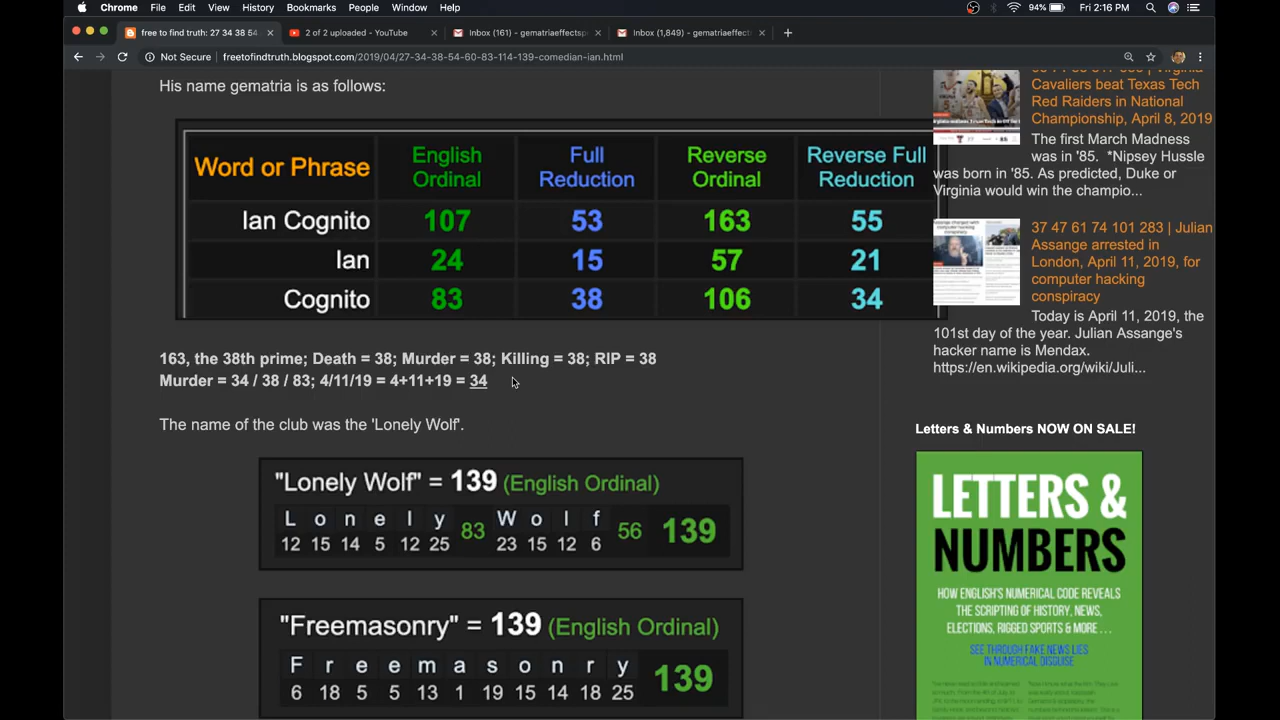 Chrome File Edit View History Bookmarks People Window Help 94% Fri 2:16 PM
free to find truth: 27 34 38 54
2 of 2 uploaded - YouTube
Inbox (161) - gematriaeffectsp
Inbox (1,849) - gematriaeffect
Not Secure freetofindtruth.blogspot.com/2019/04/27-34-38-54-60-83-114-139-comedian-ian.html
His name gematria is as follows:
Word or Phrase English Ordinal Full Reduction Reverse Ordinal Reverse Full Reduction
Ian Cognito 107 53 163 55
Ian 24 15 57 21
Cognito 83 38 106 34
163, the 38th prime; Death = 38; Murder = 38; Killing = 38; RIP = 38
Murder = 34 / 38 / 83; 4/11/19 = 4+11+19 = 34
The name of the club was the 'Lonely Wolf'.
"Lonely Wolf" = 139 (English Ordinal)
L o n e l y 83 W o l f 56 139
12 15 14 5 12 25 23 15 12 6
"Freemasonry" = 139 (English Ordinal)
F r e e m a s o n r y 139
6 18 5 5 13 1 19 15 14 18 25
Virginia
Cavaliers beat Texas Tech
Red Raiders in National
Championship, April 8, 2019
The first March Madness
was in '85. *Nipsey Hussle
was born in '85. As predicted, Duke or
Virginia would win the champio...
37 47 61 74 101 283 | Julian
Assange arrested in
London, April 11, 2019, for
computer hacking
conspiracy
Today is April 11, 2019, the
101st day of the year. Julian Assange's
hacker name is Mendax.
https://en.wikipedia.org/wiki/Juli...
Letters & Numbers NOW ON SALE!
LETTERS &
NUMBERS
HOW ENGLISH'S NUMERICAL CODE REVEALS
THE SCRIPTING OF HISTORY, NEWS,
ELECTIONS, RIGGED SPORTS & MORE . . .
SEE THROUGH FAKE NEWS LIES
IN NUMERICAL DISGUISE